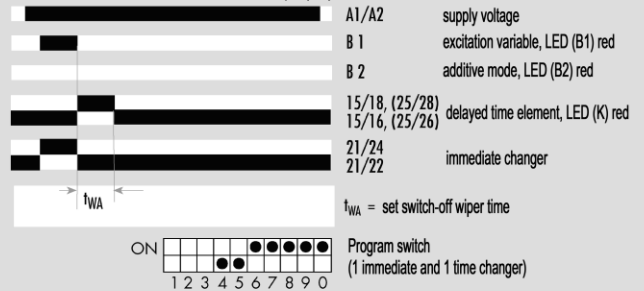 A1/A2 supply voltage
B 1 excitation variable, LED (B1) red
B 2 additive mode, LED (B2) red
15/18, (25/28)
15/16, (25/26) delayed time element, LED (K) red
21/24
21/22 immediate changer
tWA
tWA = set switch-off wiper time
ON Program switch
(1 immediate and 1 time changer)
1 2 3 4 5 6 7 8 9 0